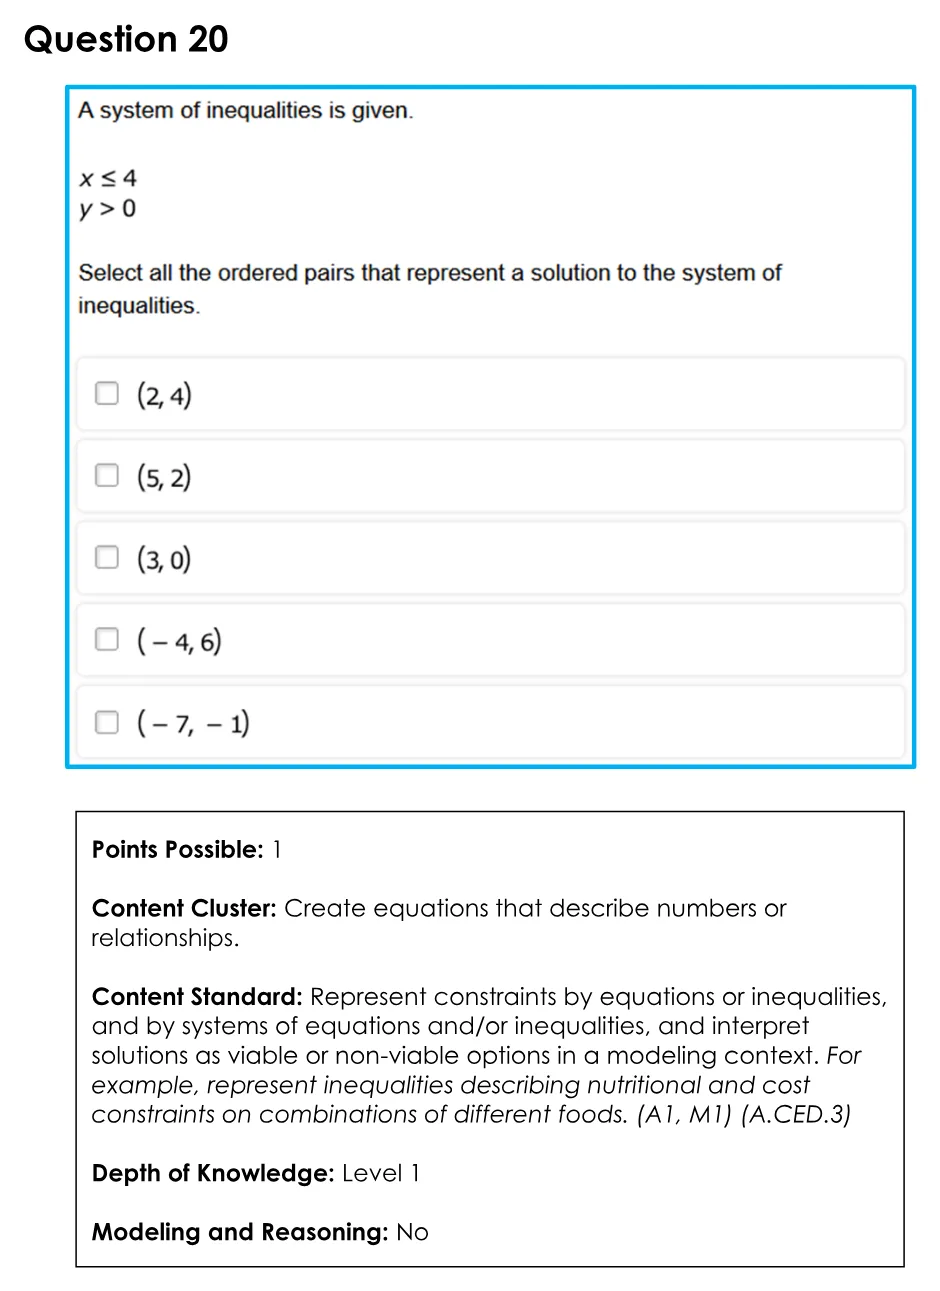 Question 20
A system of inequalities is given.
x ≤ 4
y > 0
Select all the ordered pairs that represent a solution to the system of
inequalities.
(2, 4)
(5, 2)
(3, 0)
( – 4, 6)
( – 7, – 1)
Points Possible: 1
Content Cluster: Create equations that describe numbers or
relationships.
Content Standard: Represent constraints by equations or inequalities,
and by systems of equations and/or inequalities, and interpret
solutions as viable or non-viable options in a modeling context. For
example, represent inequalities describing nutritional and cost
constraints on combinations of different foods. (A1, M1) (A.CED.3)
Depth of Knowledge: Level 1
Modeling and Reasoning: No